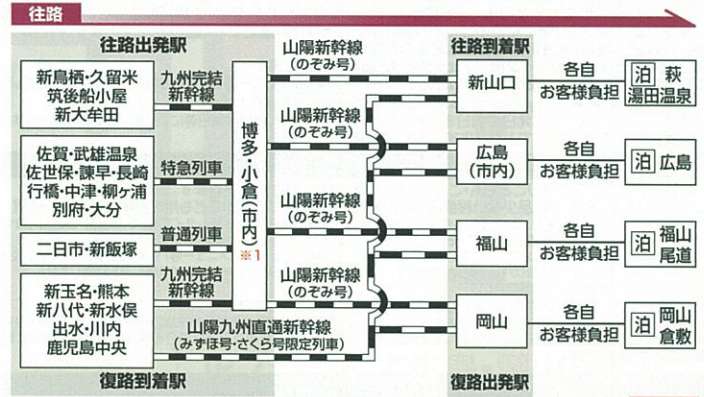 往路
往路出発駅
新鳥栖・久留米
筑後船小屋
新大牟田
九州完結
新幹線
佐賀・武雄温泉
佐世保・諫早・長崎
行橋・中津・柳ヶ浦
別府・大分
特急列車
二日市・新飯塚
普通列車
新玉名・熊本
新八代・新水俣
出水・川内
鹿児島中央
九州完結
新幹線
山陽九州直通新幹線
(みずほ号・さくら号限定列車)
復路到着駅
博多・小倉(市内)
※1
山陽新幹線
(のぞみ号)
山陽新幹線
(のぞみ号)
山陽新幹線
(のぞみ号)
山陽新幹線
(のぞみ号)
往路到着駅
新山口
各自
お客様負担
泊 萩
湯田温泉
広島
(市内)
各自
お客様負担
泊 広島
福山
各自
お客様負担
泊 福山
尾道
岡山
各自
お客様負担
泊 岡山
倉敷
復路出発駅